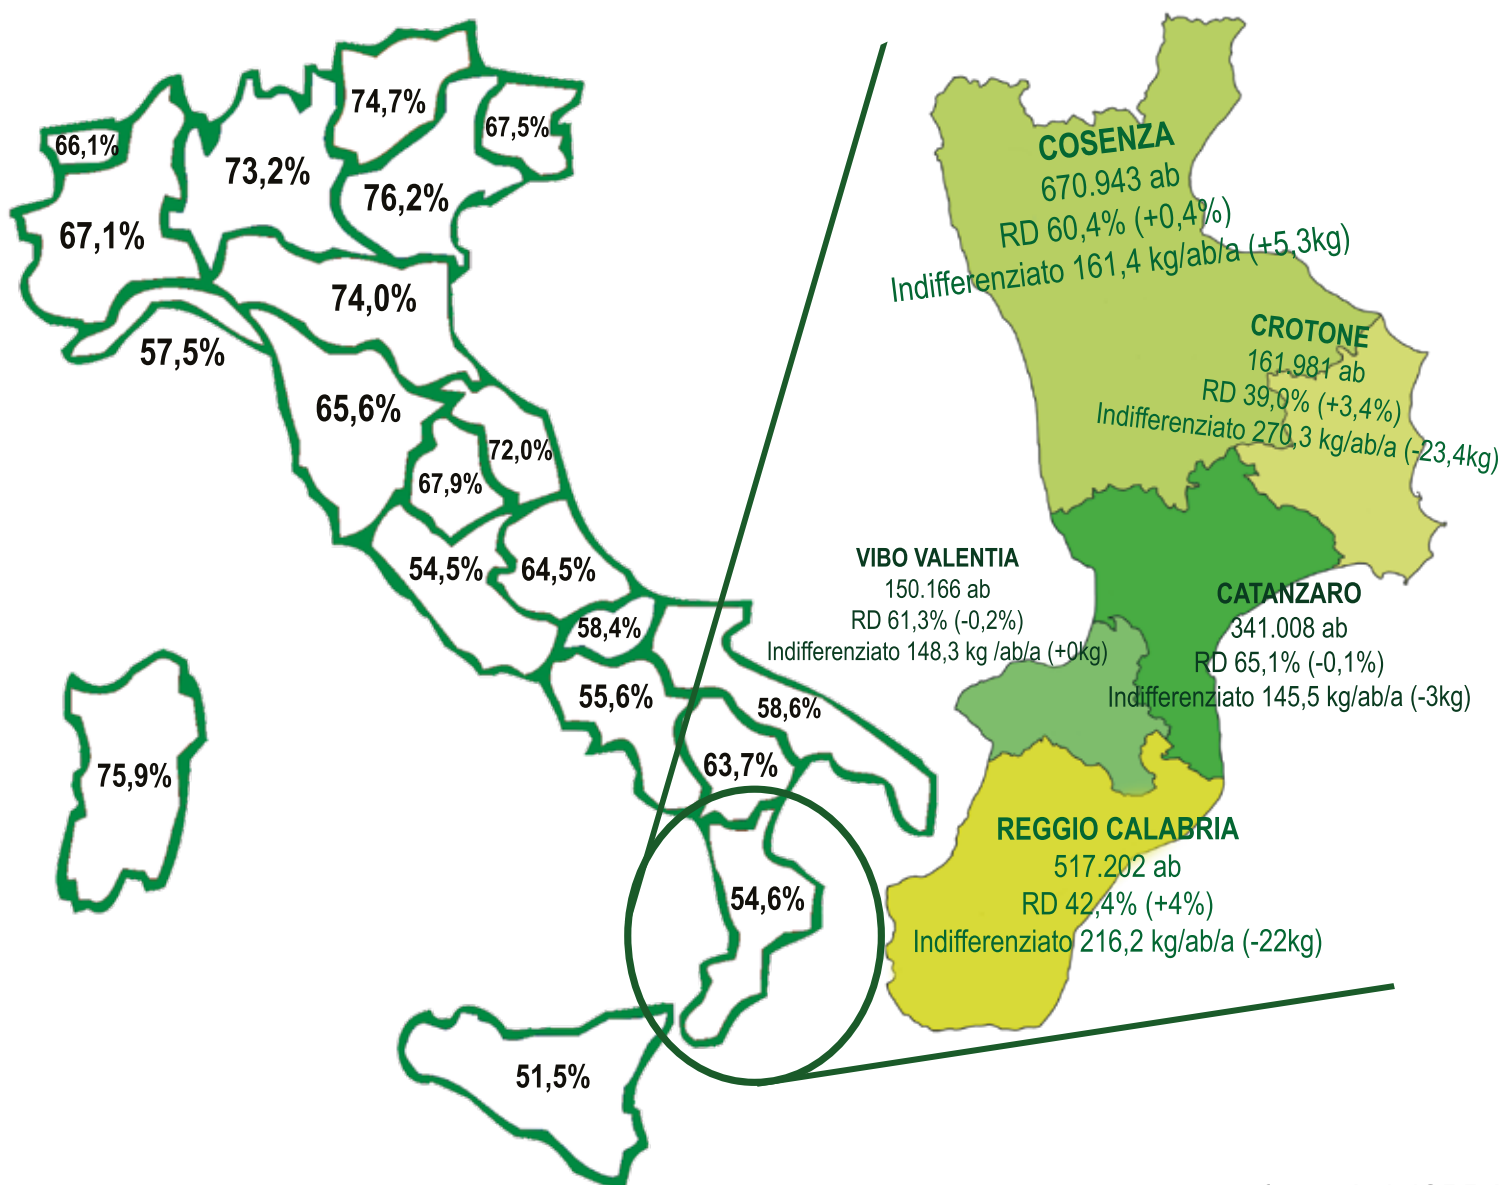 74,7%
67,5%
66,1%
73,2%
76,2%
67,1%
74,0%
57,5%
65,6%
72,0%
67,9%
54,5%
64,5%
58,4%
55,6%
58,6%
63,7%
75,9%
54,6%
51,5%
COSENZA
670.943 ab
RD 60,4% (+0,4%)
Indifferenziato 161,4 kg/ab/a (+5,3kg)
CROTONE
161.981 ab
RD 39,0% (+3,4%)
Indifferenziato 270,3 kg/ab/a (-23,4kg)
VIBO VALENTIA
150.166 ab
RD 61,3% (-0,2%)
Indifferenziato 148,3 kg /ab/a (+0kg)
CATANZARO
341.008 ab
RD 65,1% (-0,1%)
Indifferenziato 145,5 kg/ab/a (-3kg)
REGGIO CALABRIA
517.202 ab
RD 42,4% (+4%)
Indifferenziato 216,2 kg/ab/a (-22kg)